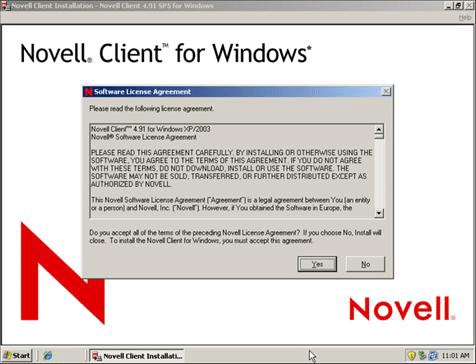 Novell Client Installation - Novell Client 4.91 SP5 for Windows
Help
Novell® Client™ for Windows*
Software License Agreement
Please read the following license agreement.
Novell Client™ 4.91 for Windows XP/2003
Novell® Software License Agreement
PLEASE READ THIS AGREEMENT CAREFULLY. BY INSTALLING OR OTHERWISE USING THE
SOFTWARE, YOU AGREE TO THE TERMS OF THIS AGREEMENT. IF YOU DO NOT AGREE
WITH THESE TERMS, DO NOT DOWNLOAD, INSTALL OR USE THE SOFTWARE. THE
SOFTWARE MAY NOT BE SOLD, TRANSFERRED, OR FURTHER DISTRIBUTED EXCEPT AS
AUTHORIZED BY NOVELL.
This Novell Software License Agreement ("Agreement") is a legal agreement between You (an entity
or a person) and Novell, Inc. ("Novell"). However, if You obtained the Software in Europe, the
Do you accept all of the terms of the preceding Novell License Agreement? If you choose No, Install will
close. To install the Novell Client for Windows, you must accept this agreement.
Yes
No
N
Novell®
Start
Novell Client Installati...
11:01 AM